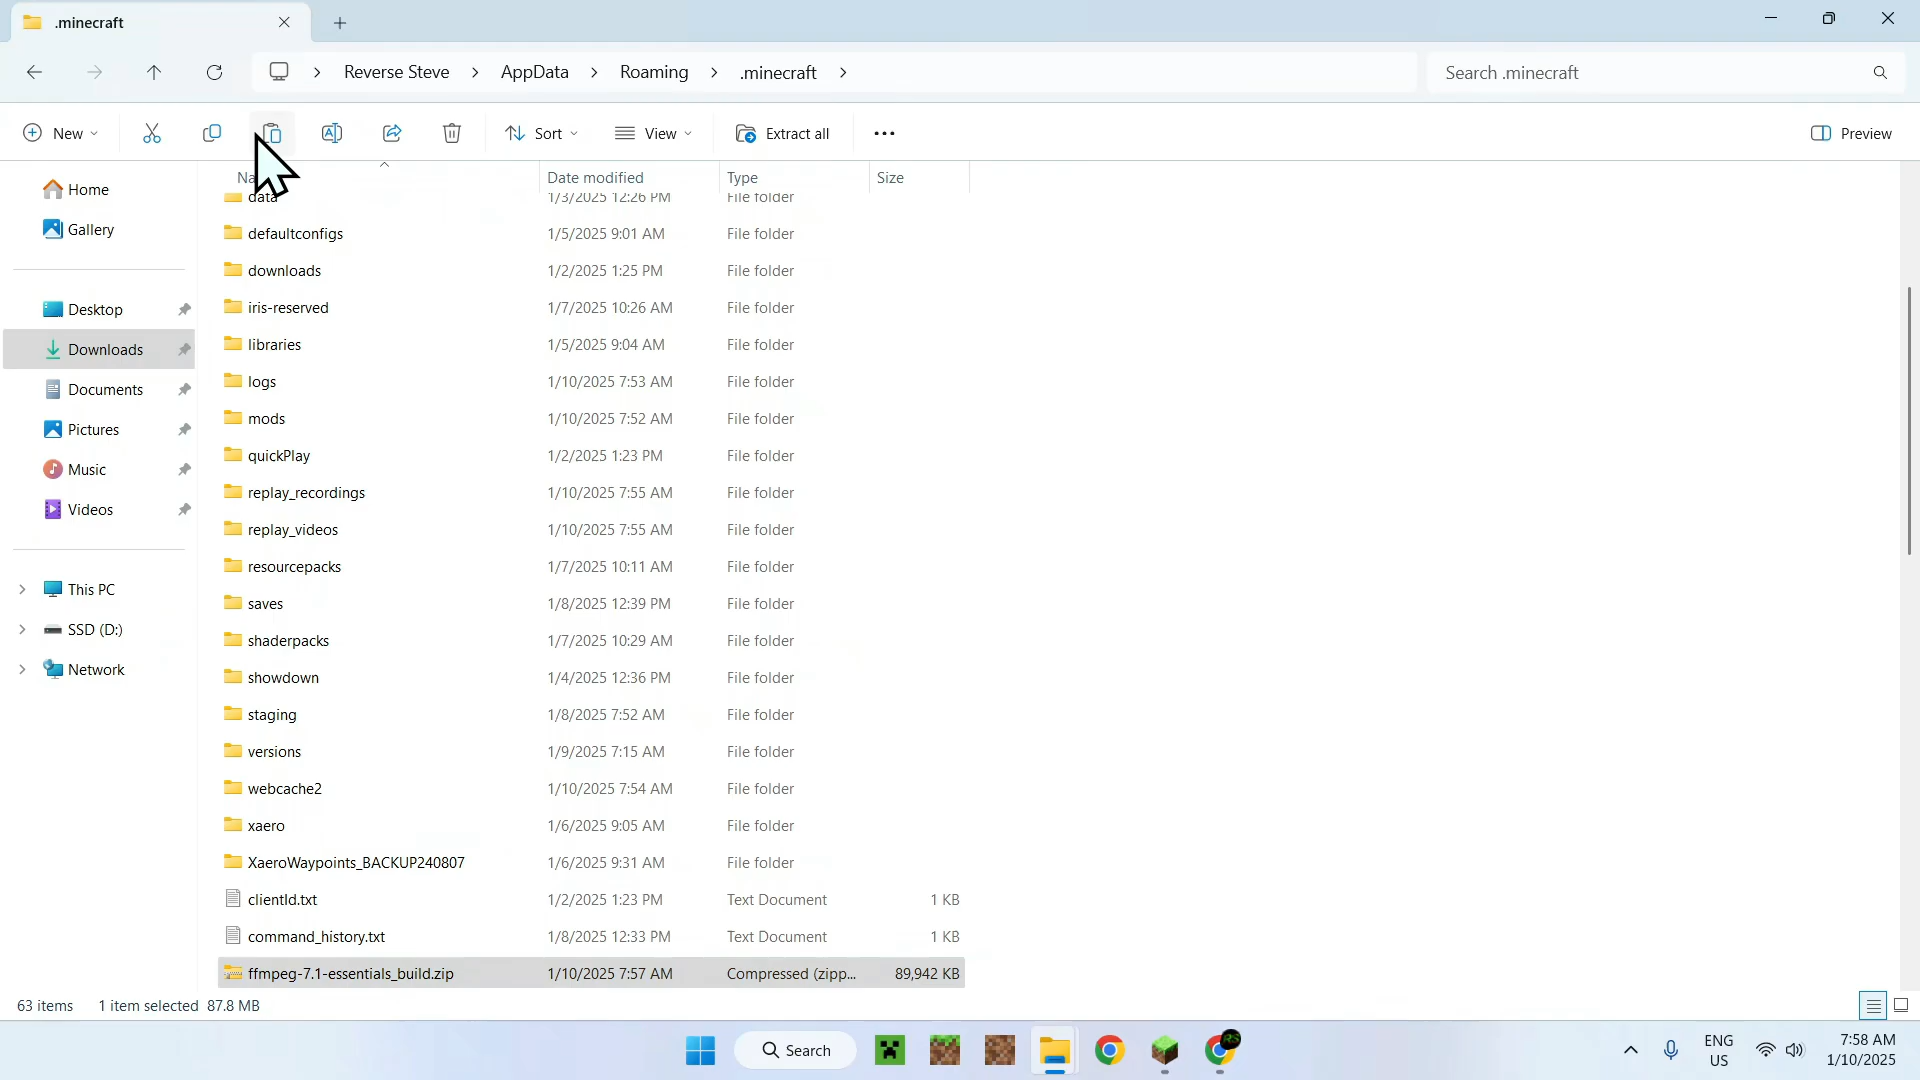 .minecraft
Reverse Steve > AppData > Roaming > .minecraft >
Search .minecraft
New
Sort
View
Extract all
Preview
Date modified
Type
Size
Home
Gallery
Desktop
Downloads
Documents
Pictures
Music
Videos
This PC
SSD (D:)
Network
data 1/3/2025 12:26 PM File folder
defaultconfigs 1/5/2025 9:01 AM File folder
downloads 1/2/2025 1:25 PM File folder
iris-reserved 1/7/2025 10:26 AM File folder
libraries 1/5/2025 9:04 AM File folder
logs 1/10/2025 7:53 AM File folder
mods 1/10/2025 7:52 AM File folder
quickPlay 1/2/2025 1:23 PM File folder
replay_recordings 1/10/2025 7:55 AM File folder
replay_videos 1/10/2025 7:55 AM File folder
resourcepacks 1/7/2025 10:11 AM File folder
saves 1/8/2025 12:39 PM File folder
shaderpacks 1/7/2025 10:29 AM File folder
showdown 1/4/2025 12:36 PM File folder
staging 1/8/2025 7:52 AM File folder
versions 1/9/2025 7:15 AM File folder
webcache2 1/10/2025 7:54 AM File folder
xaero 1/6/2025 9:05 AM File folder
XaeroWaypoints_BACKUP240807 1/6/2025 9:31 AM File folder
clientId.txt 1/2/2025 1:23 PM Text Document 1 KB
command_history.txt 1/8/2025 12:33 PM Text Document 1 KB
ffmpeg-7.1-essentials_build.zip 1/10/2025 7:57 AM Compressed (zipp... 89,942 KB
63 items 1 item selected 87.8 MB
Search
RS
ENG
US
7:58 AM
1/10/2025